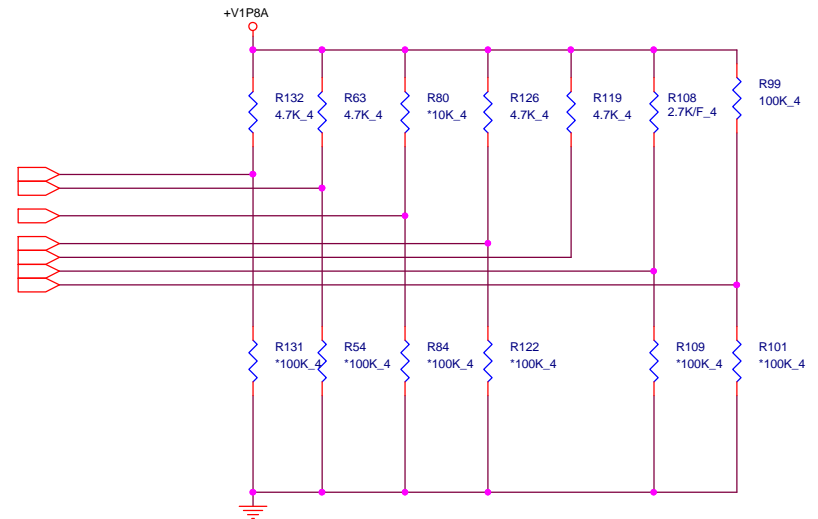 +V1P8A
R132
4.7K_4
R63
4.7K_4
R80
*10K_4
R126
4.7K_4
R119
4.7K_4
R108
2.7K/F_4
R99
100K_4
R131
*100K_4
R54
*100K_4
R84
*100K_4
R122
*100K_4
R109
*100K_4
R101
*100K_4